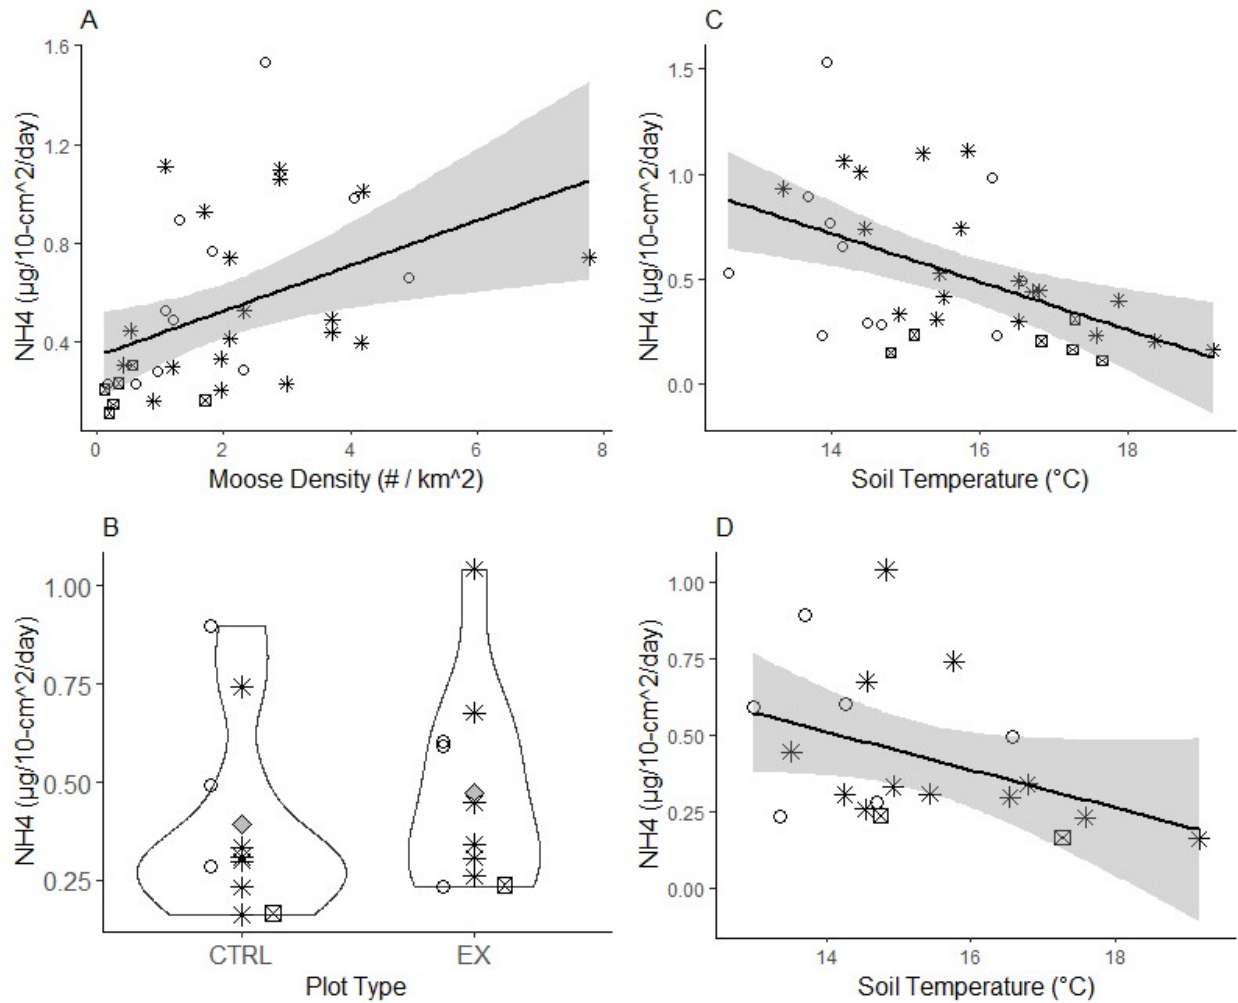 A
NH4 (µg/10-cm^2/day)
1.6
1.2
0.8
0.4
0
2
4
6
8
Moose Density (# / km^2)
C
NH4 (µg/10-cm^2/day)
1.5
1.0
0.5
0.0
14
16
18
Soil Temperature (°C)
B
NH4 (µg/10-cm^2/day)
1.00
0.75
0.50
0.25
CTRL
EX
Plot Type
D
NH4 (µg/10-cm^2/day)
1.00
0.75
0.50
0.25
0.00
14
16
18
Soil Temperature (°C)